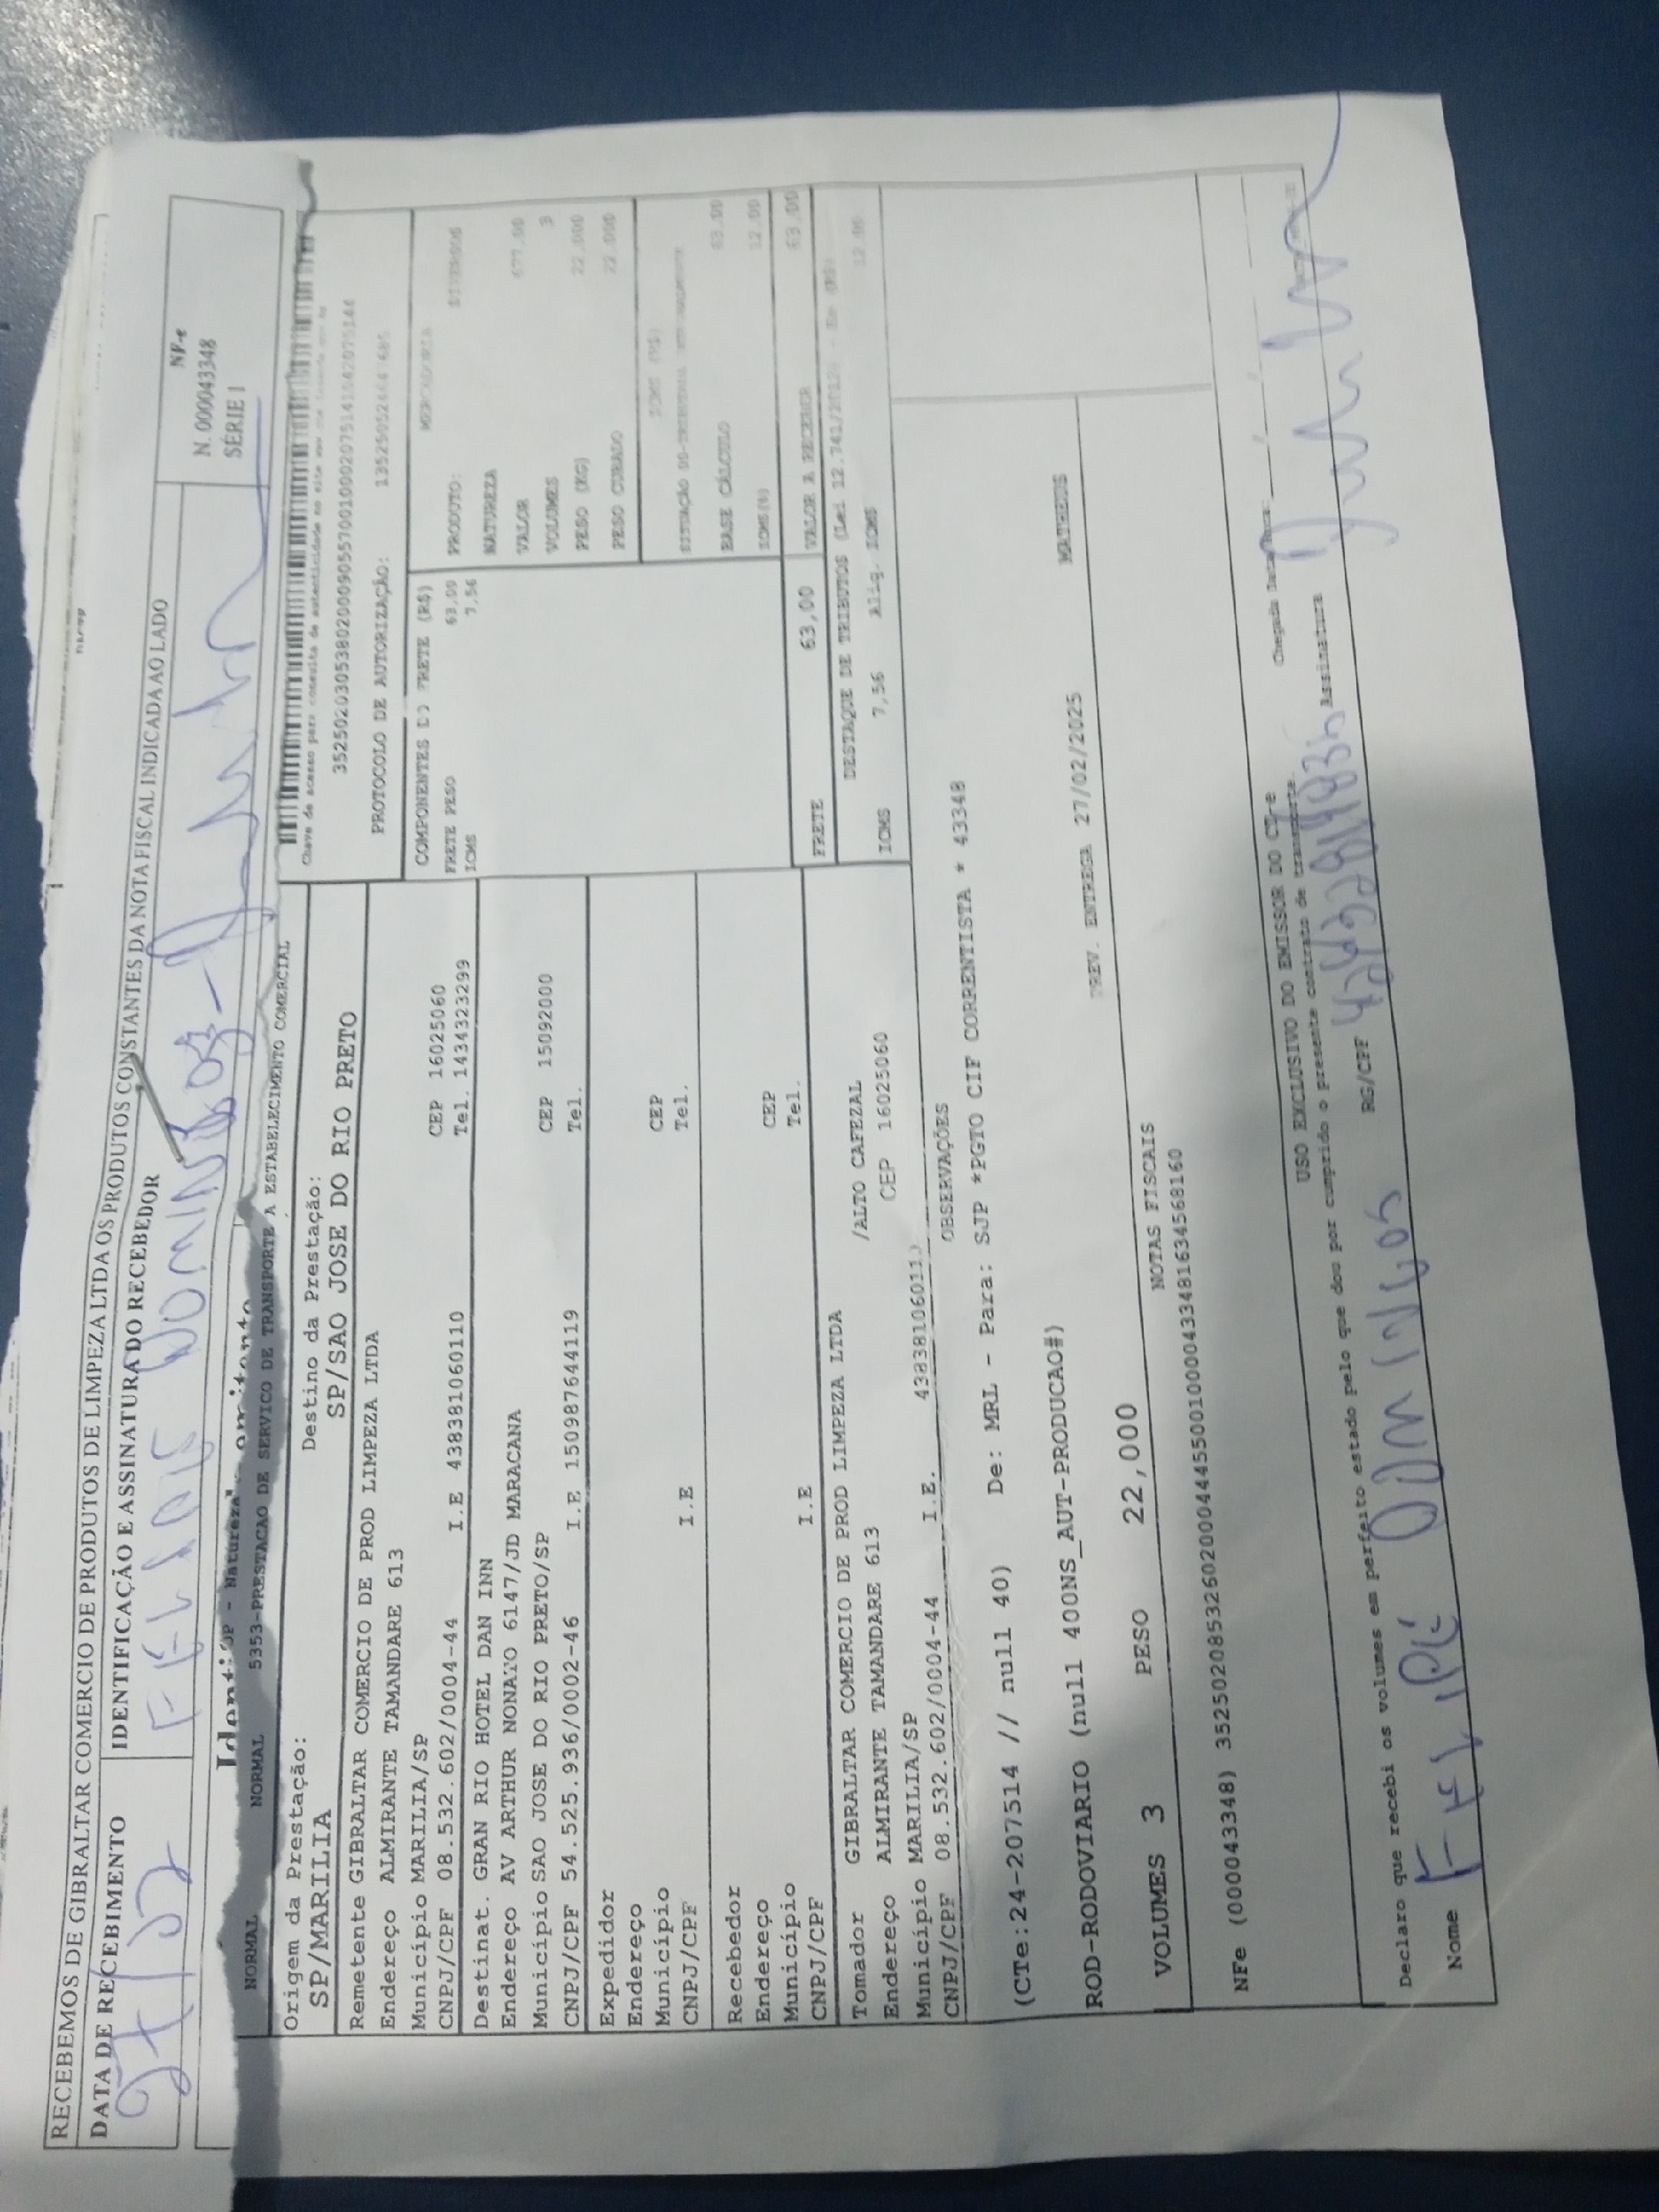 RECEBEMOS DE GIBRALTAR COMERCIO DE PRODUTOS DE LIMPEZA LTDA OS PRODUTOS CONSTANTES DA NOTA FISCAL INDICADA AO LADO
NF-e
N. 000043348
SÉRIE 1
DATA DE RECEBIMENTO
IDENTIFICAÇÃO E ASSINATURA DO RECEBEDOR
NORMAL NORMAL 5353-PRESTACAO DE SERVICO DE TRANSPORTE A ESTABELECIMENTO COMERCIAL
Origem da Prestação: Destino da Prestação:
SP/MARILIA SP/SAO JOSE DO RIO PRETO
Remetente GIBRALTAR COMERCIO DE PROD LIMPEZA LTDA
Endereço ALMIRANTE TAMANDARE 613
Município MARILIA/SP CEP 16025060
CNPJ/CPF 08.532.602/0004-44 I.E 438381060110 Tel. 1434323299
Destinat. GRAN RIO HOTEL DAN INN
Endereço AV ARTHUR NONATO 6147/JD MARACANA
Município SAO JOSE DO RIO PRETO/SP CEP 15092000
CNPJ/CPF 54.525.936/0002-46 I.E 150987644119 Tel.
Expedidor
Endereço
Município CEP
CNPJ/CPF I.E Tel.
Recebedor
Endereço
Município CEP
CNPJ/CPF I.E Tel.
Tomador GIBRALTAR COMERCIO DE PROD LIMPEZA LTDA
Endereço ALMIRANTE TAMANDARE 613 /ALTO CAFEZAL
Município MARILIA/SP CEP 16025060
CNPJ/CPF 08.532.602/0004-44 I.E.
PROTOCOLO DE AUTORIZAÇÃO:
FRETE PESO 63,00
ICMS 7,56
PRODUTO:
NATUREZA
VALOR
VOLUMES 3
PESO (KG) 22,000
PESO CUBADO 22,000
BASE CÁLCULO 63,00
ICMS(%) 12.00
FRETE 63,00 VALOR A RECEBER 63,00
DESTAQUE DE TRIBUTOS
ICMS 7,56 Aliq. ICMS 12.00
OBSERVAÇÕES
(CTe:24-207514 // null 40) De: MRL - Para: SJP *PGTO CIF CORRENTISTA * 43348
ROD-RODOVIARIO (null 400NS_AUT-PRODUCAO#) PREV. ENTREGA 27/02/2025 MATHEUS
VOLUMES 3 PESO 22,000
NOTAS FISCAIS
NFe (000043348) 35250208532602000444550010000433481634568160
USO EXCLUSIVO DO EMISSOR DO CT-e
Declaro que recebi os volumes em perfeito estado pelo que dou por cumprido o presente contrato de transporte.
Nome FELIPE DOMINGOS RG/CPF Assinatura